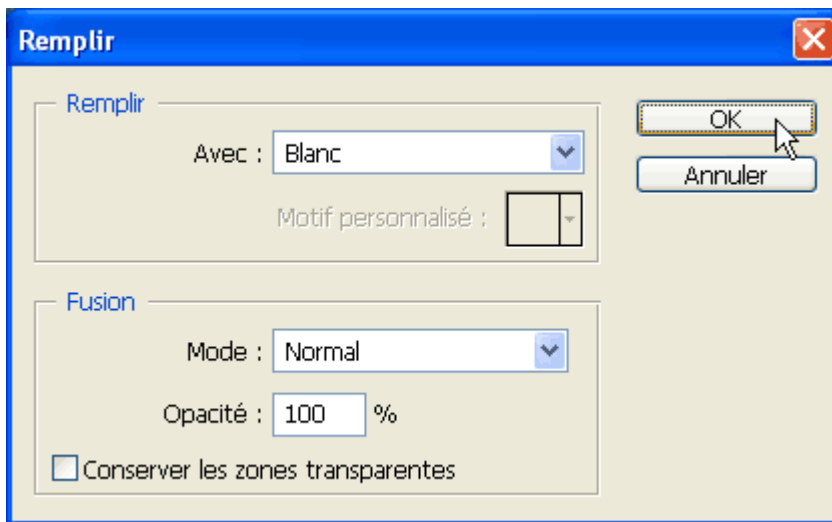 Remplir
Remplir
Avec : Blanc
OK
Annuler
Motif personnalisé :
Fusion
Mode : Normal
Opacité : 100 %
Conserver les zones transparentes